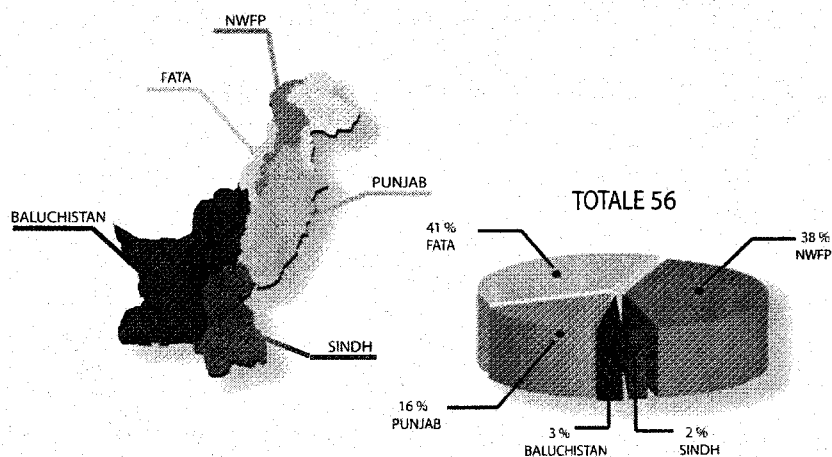 NWFP
FATA
PUNJAB
BALUCHISTAN
SINDH
TOTALE 56
41 %
FATA
38 %
NWFP
16 %
PUNJAB
3 %
BALUCHISTAN
2 %
SINDH